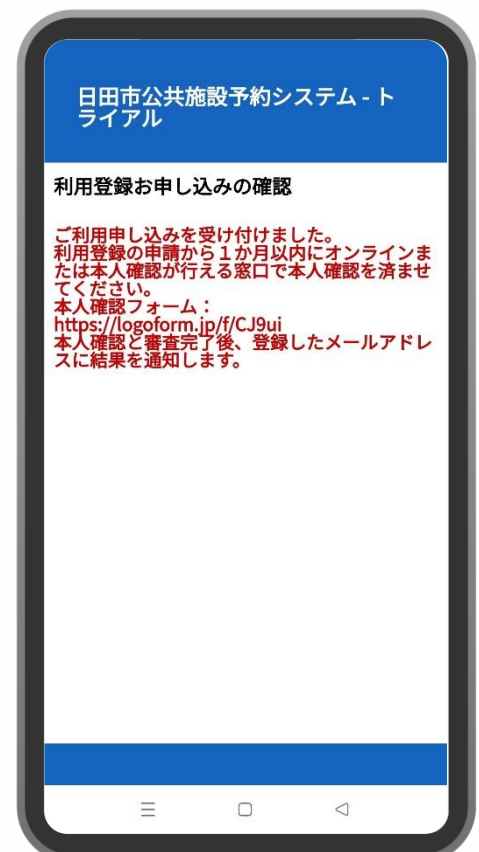 日田市公共施設予約システム - ト
ライアル
利用登録お申し込みの確認
ご利用申し込みを受け付けました。
利用登録の申請から１か月以内にオンラインま
たは本人確認が行える窓口で本人確認を済ませ
てください。
本人確認フォーム：
https://logoform.jp/f/CJ9ui
本人確認と審査完了後、登録したメールアドレ
スに結果を通知します。